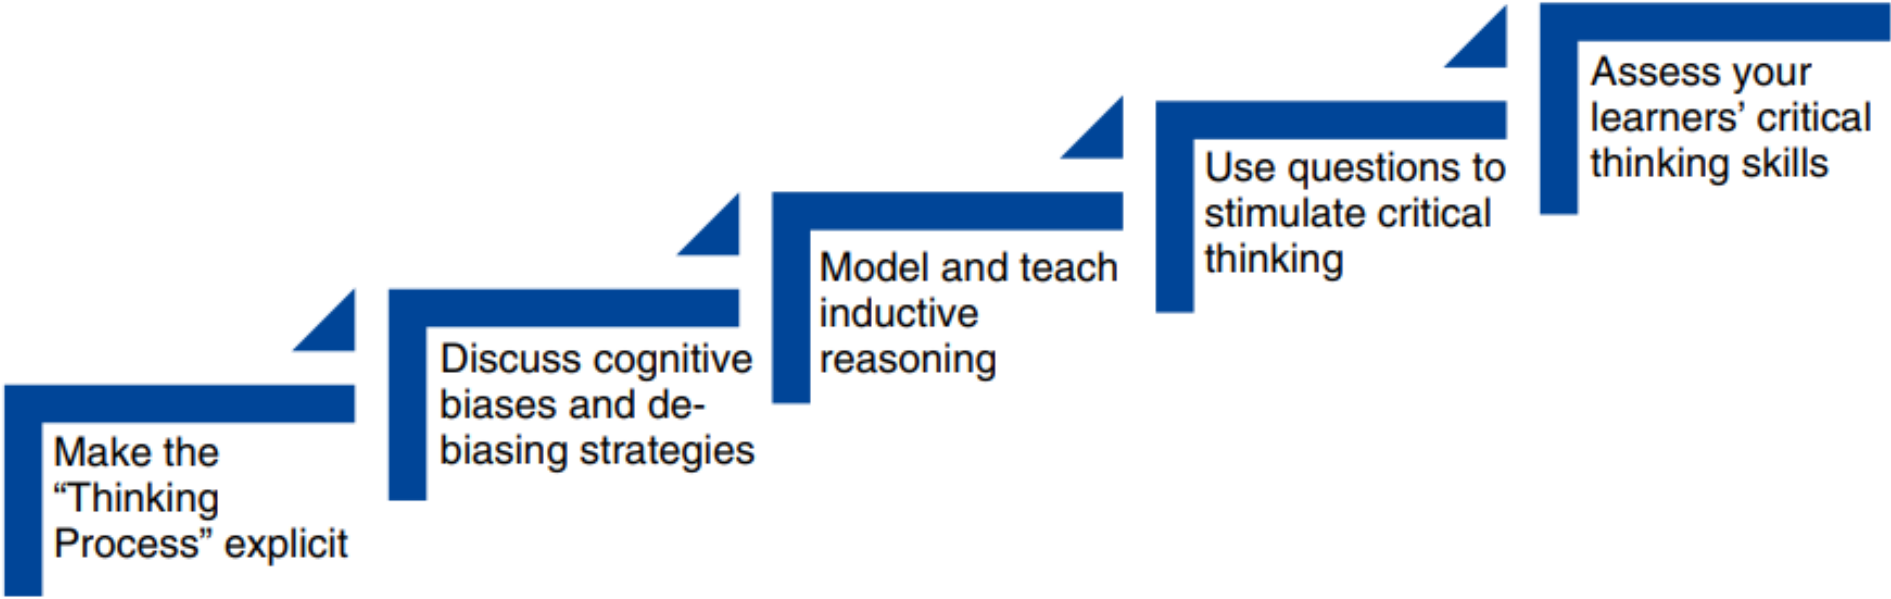 Make the
“Thinking
Process” explicit
Discuss cognitive
biases and de-
biasing strategies
Model and teach
inductive
reasoning
Use questions to
stimulate critical
thinking
Assess your
learners’ critical
thinking skills